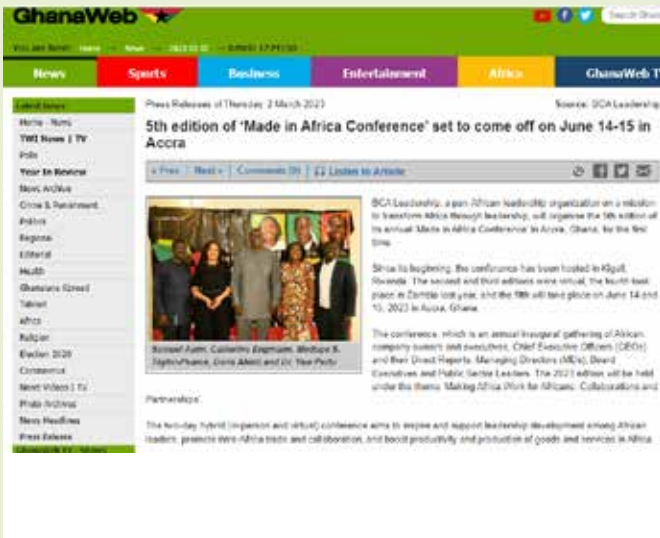 GhanaWeb
Search Ghana
News Sports Business Entertainment Africa GhanaWeb T
Latest News
Home - News
TWI News | TV
Polls
Year In Review
News Archive
Crime & Punishment
Politics
Regional
Editorial
Health
Ghanaians Abroad
Tabloid
Africa
Religion
Election 2020
Coronavirus
News Videos | TV
Photo Archives
News Headlines
Press Release
Press Releases of Thursday, 2 March 2023
Source: BCA Leadership
5th edition of ‘Made in Africa Conference’ set to come off on June 14-15 in
Accra
« Prev | Next » | Comments (0) | Listen to Article
BCA Leadership, a pan African leadership organization on a mission
to transform Africa through leadership, will organise the 5th edition of
its annual 'Made in Africa Conference' in Accra, Ghana, for the first
time.
Since its beginning, the conference has been hosted in Kigali,
Rwanda. The second and third editions were virtual, the fourth took
place in Zambia last year, and the fifth will take place on June 14 and
15, 2023 in Accra, Ghana.
The conference, which is an annual inaugural gathering of African
company owners and executives, Chief Executive Officers (CEOs)
and their Direct Reports, Managing Directors (MDs), Board
Executives and Public Sector Leaders. The 2023 edition will be held
under the theme 'Making Africa Work for Africans: Collaborations and
Partnerships'.
The two-day hybrid (in-person and virtual) conference aims to inspire and support leadership development among African
leaders, promote intra-Africa trade and collaboration, and boost productivity and production of goods and services in Africa